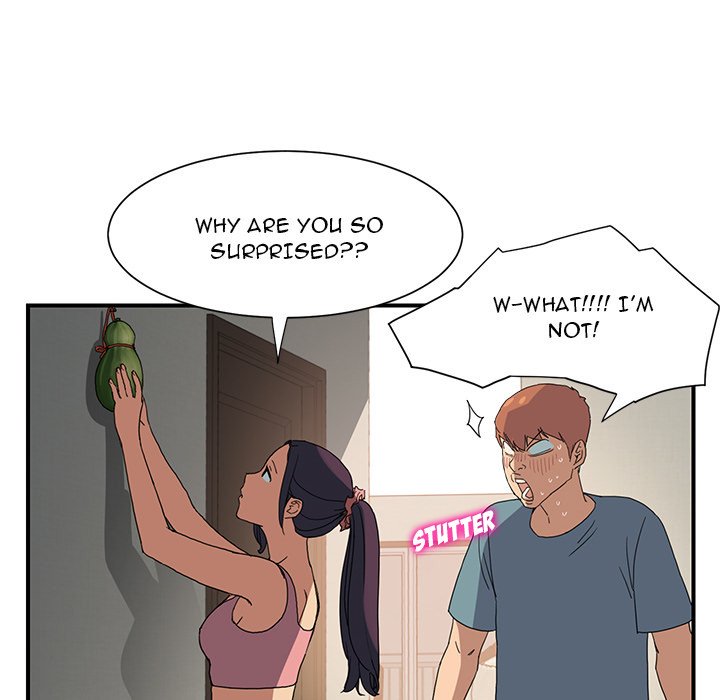 WHY ARE YOU SO
SURPRISED??
W-WHAT!!!! I'M
NOT!
STUTTER